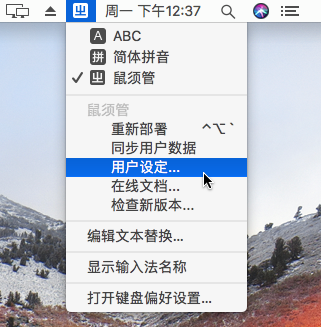 㞢 周一 下午12:37
A ABC
拼 简体拼音
✓ 㞢 鼠须管
鼠须管
重新部署 ⌃⌥`
同步用户数据
用户设定...
在线文档...
检查新版本...
编辑文本替换...
显示输入法名称
打开键盘偏好设置...